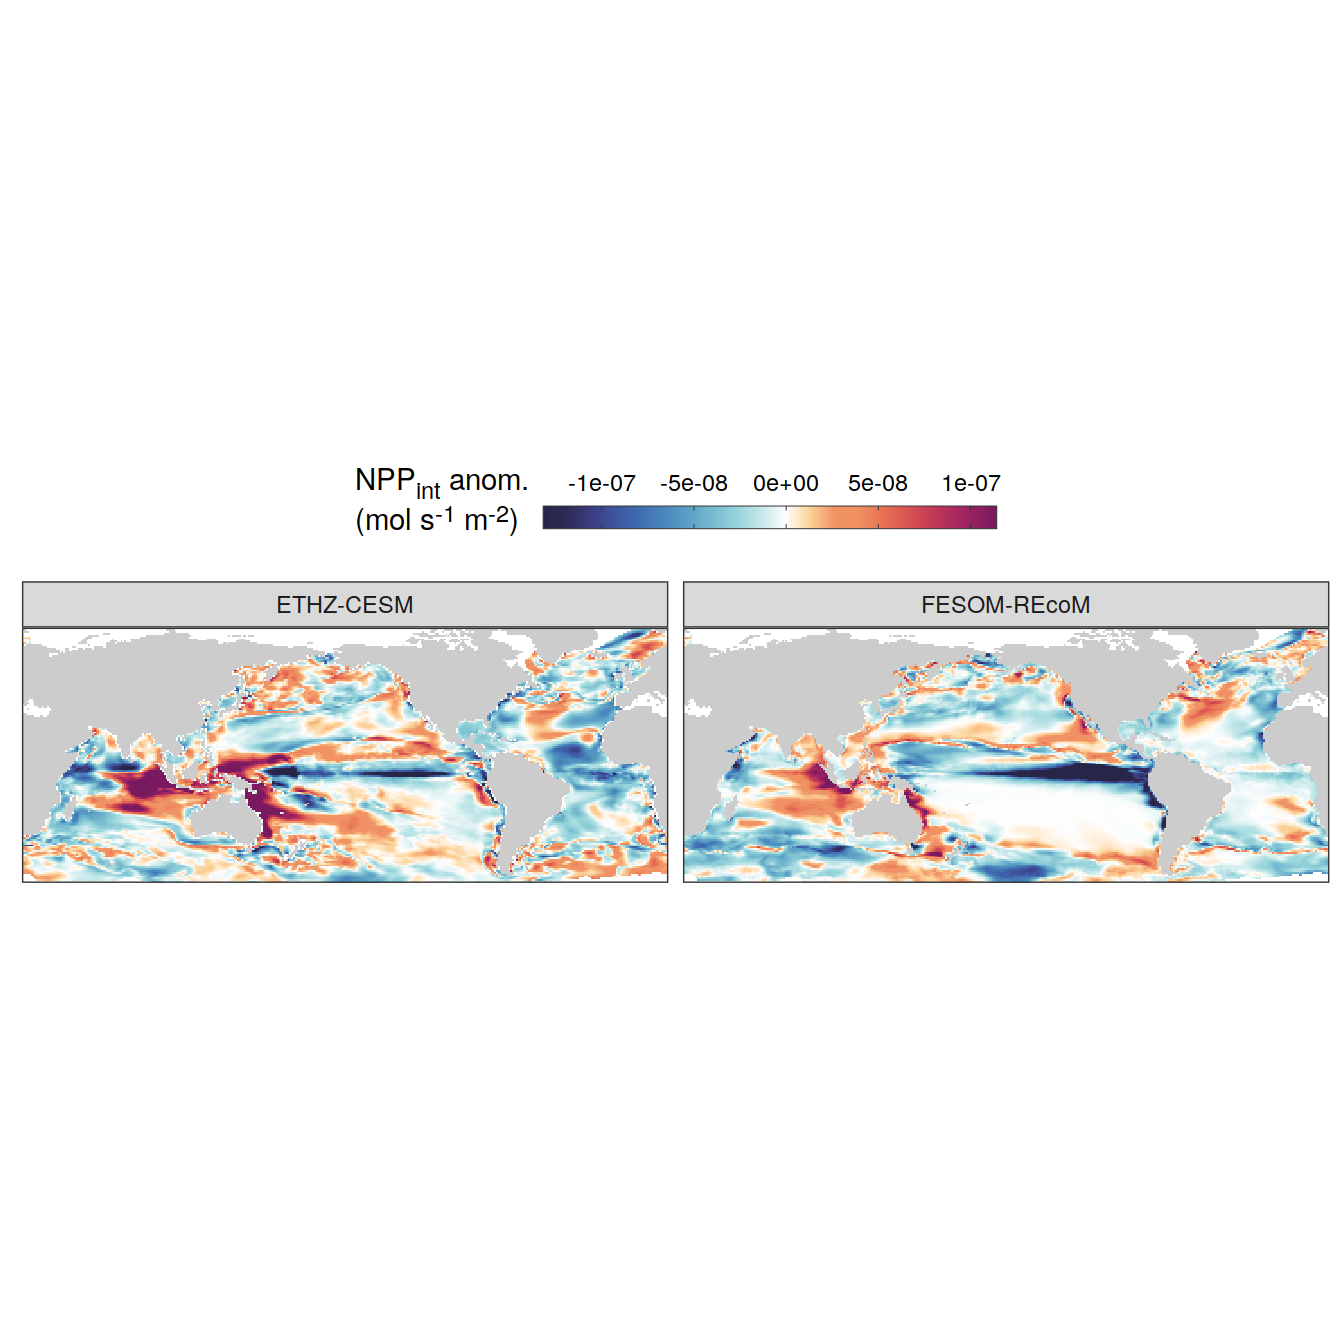 NPPint anom.
(mol s-1 m-2)
-1e-07 -5e-08 0e+00 5e-08 1e-07
ETHZ-CESM
FESOM-REcoM